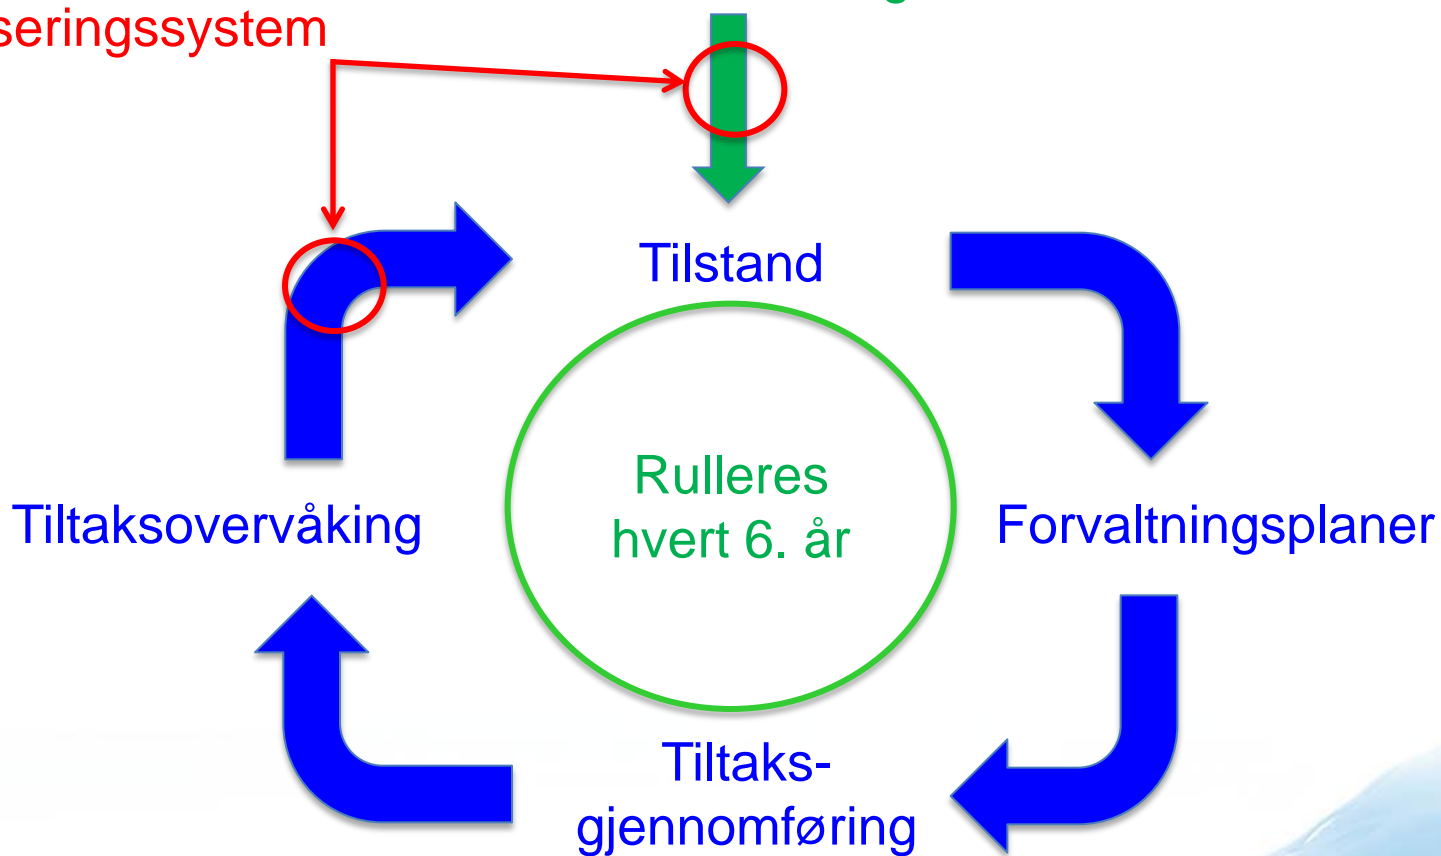 seringssystem
Tilstand
Rulleres
hvert 6. år
Tiltaksovervåking
Forvaltningsplaner
Tiltaks-
gjennomføring